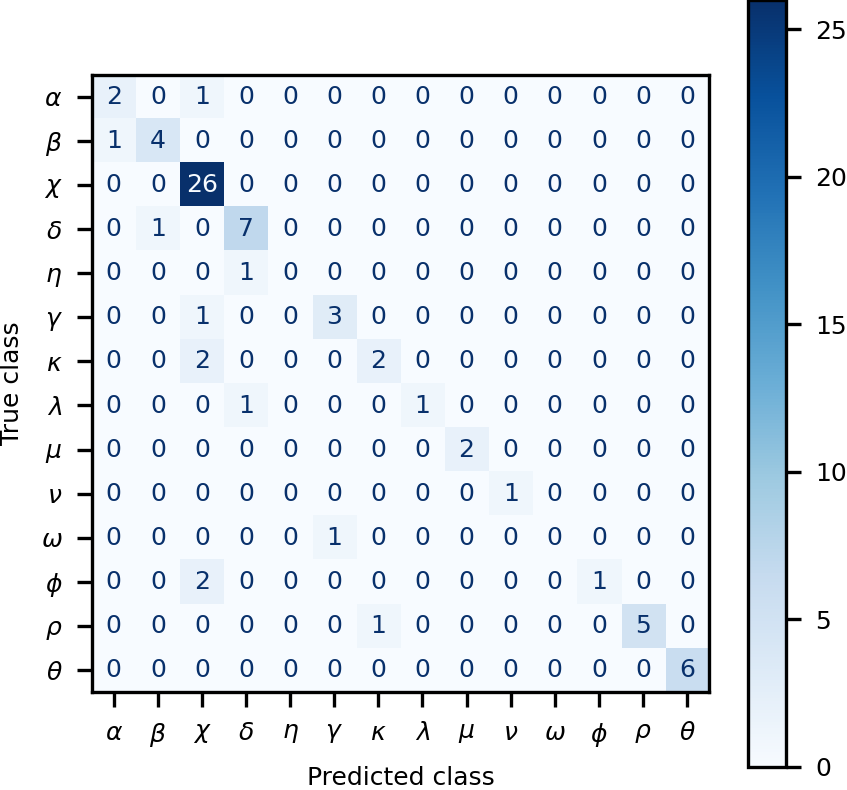 α 2 0 1 0 0 0 0 0 0 0 0 0 0 0
β 1 4 0 0 0 0 0 0 0 0 0 0 0 0
χ 0 0 26 0 0 0 0 0 0 0 0 0 0 0
δ 0 1 0 7 0 0 0 0 0 0 0 0 0 0
η 0 0 0 1 0 0 0 0 0 0 0 0 0 0
γ 0 0 1 0 0 3 0 0 0 0 0 0 0 0
κ 0 0 2 0 0 0 2 0 0 0 0 0 0 0
λ 0 0 0 1 0 0 0 1 0 0 0 0 0 0
μ 0 0 0 0 0 0 0 0 2 0 0 0 0 0
ν 0 0 0 0 0 0 0 0 0 1 0 0 0 0
ω 0 0 0 0 0 1 0 0 0 0 0 0 0 0
ϕ 0 0 2 0 0 0 0 0 0 0 0 1 0 0
ρ 0 0 0 0 0 0 1 0 0 0 0 0 5 0
θ 0 0 0 0 0 0 0 0 0 0 0 0 0 6
α β χ δ η γ κ λ μ ν ω ϕ ρ θ
Predicted class
True class
25
20
15
10
5
0